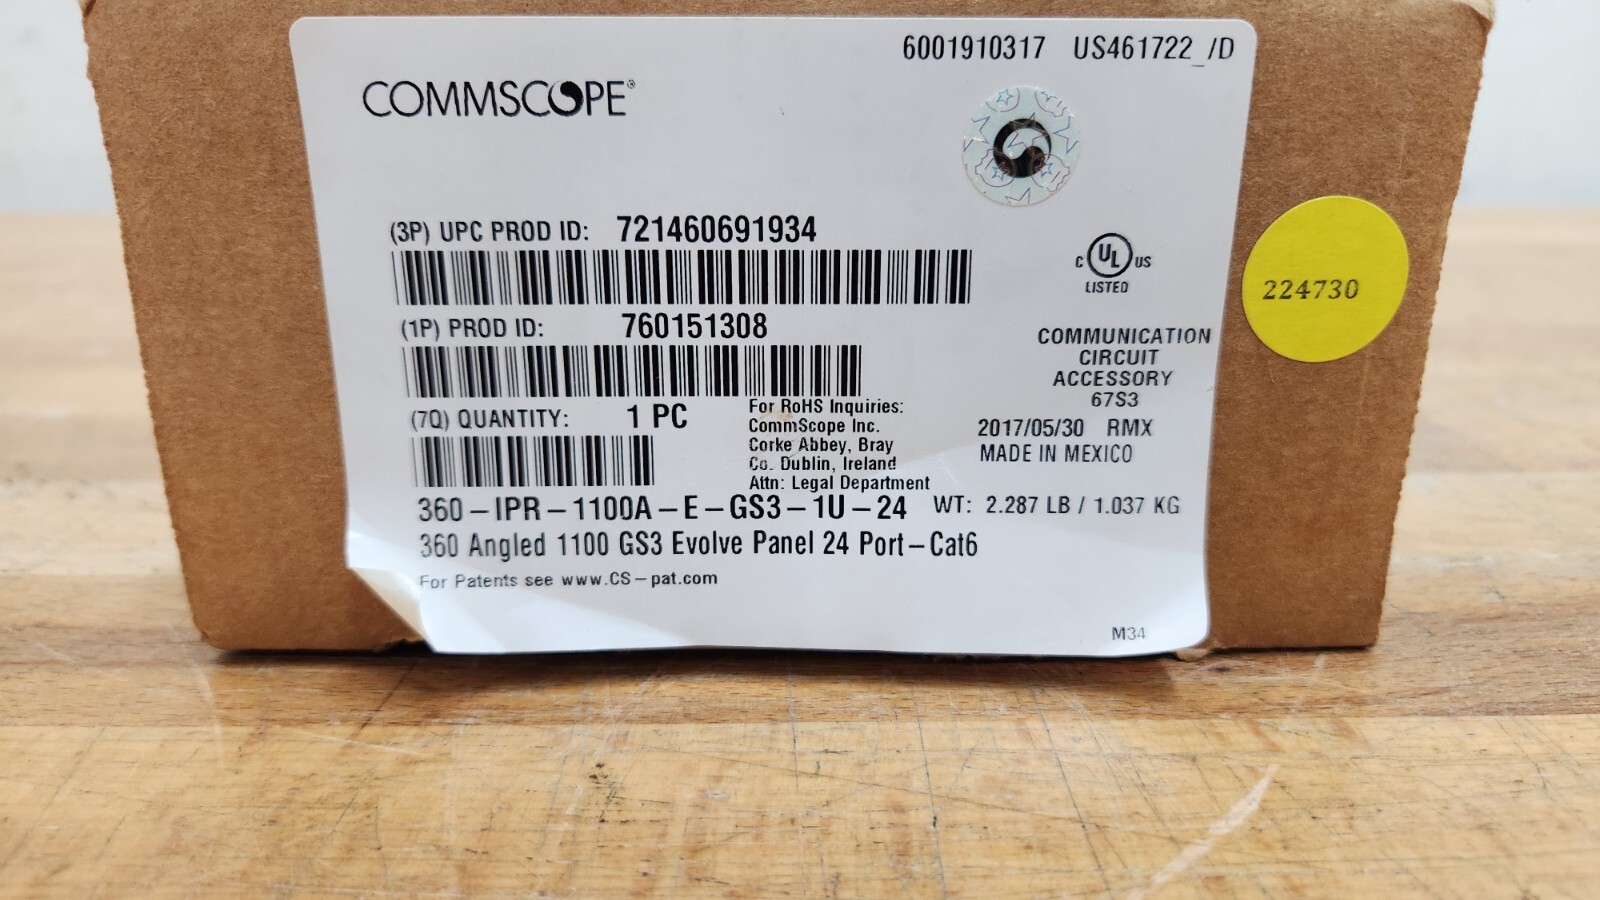 6001910317 US461722_/D
COMMSCOPE®
(3P) UPC PROD ID: 721460691934
C UL US
LISTED
224730
(1P) PROD ID: 760151308
COMMUNICATION
CIRCUIT
ACCESSORY
67S3
(7Q) QUANTITY: 1 PC
For RoHS Inquiries:
CommScope Inc.
Corke Abbey, Bray
Co. Dublin, Ireland
Attn: Legal Department
2017/05/30 RMX
MADE IN MEXICO
360-IPR-1100A-E-GS3-1U-24 WT: 2.287 LB / 1.037 KG
360 Angled 1100 GS3 Evolve Panel 24 Port-Cat6
For Patents see www.CS-pat.com
M34